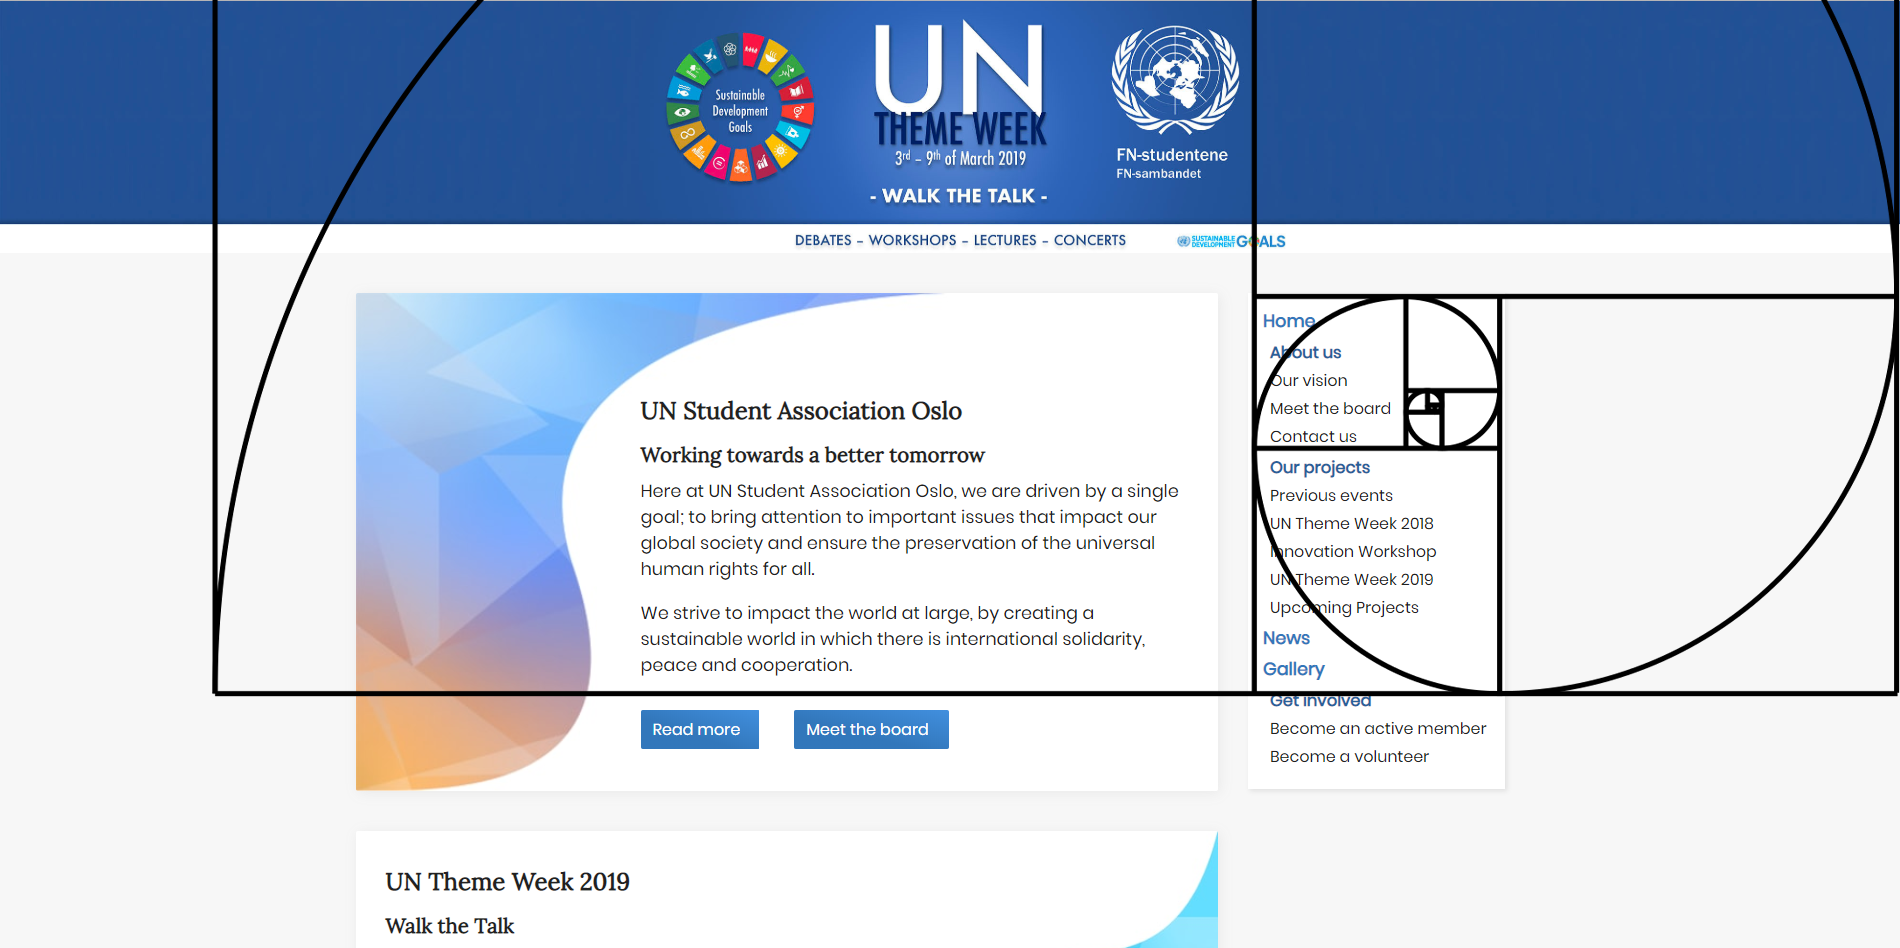 Sustainable
Development
Goals
UN
THEME WEEK
3rd – 9th of March 2019
- WALK THE TALK -
FN-studentene
FN-sambandet
DEBATES – WORKSHOPS – LECTURES – CONCERTS
SUSTAINABLE
DEVELOPMENT
GOALS
UN Student Association Oslo
Working towards a better tomorrow
Here at UN Student Association Oslo, we are driven by a single
goal; to bring attention to important issues that impact our
global society and ensure the preservation of the universal
human rights for all.
We strive to impact the world at large, by creating a
sustainable world in which there is international solidarity,
peace and cooperation.
Read more
Meet the board
Home
About us
Our vision
Meet the board
Contact us
Our projects
Previous events
UN Theme Week 2018
Innovation Workshop
UN Theme Week 2019
Upcoming Projects
News
Gallery
Get involved
Become an active member
Become a volunteer
UN Theme Week 2019
Walk the Talk